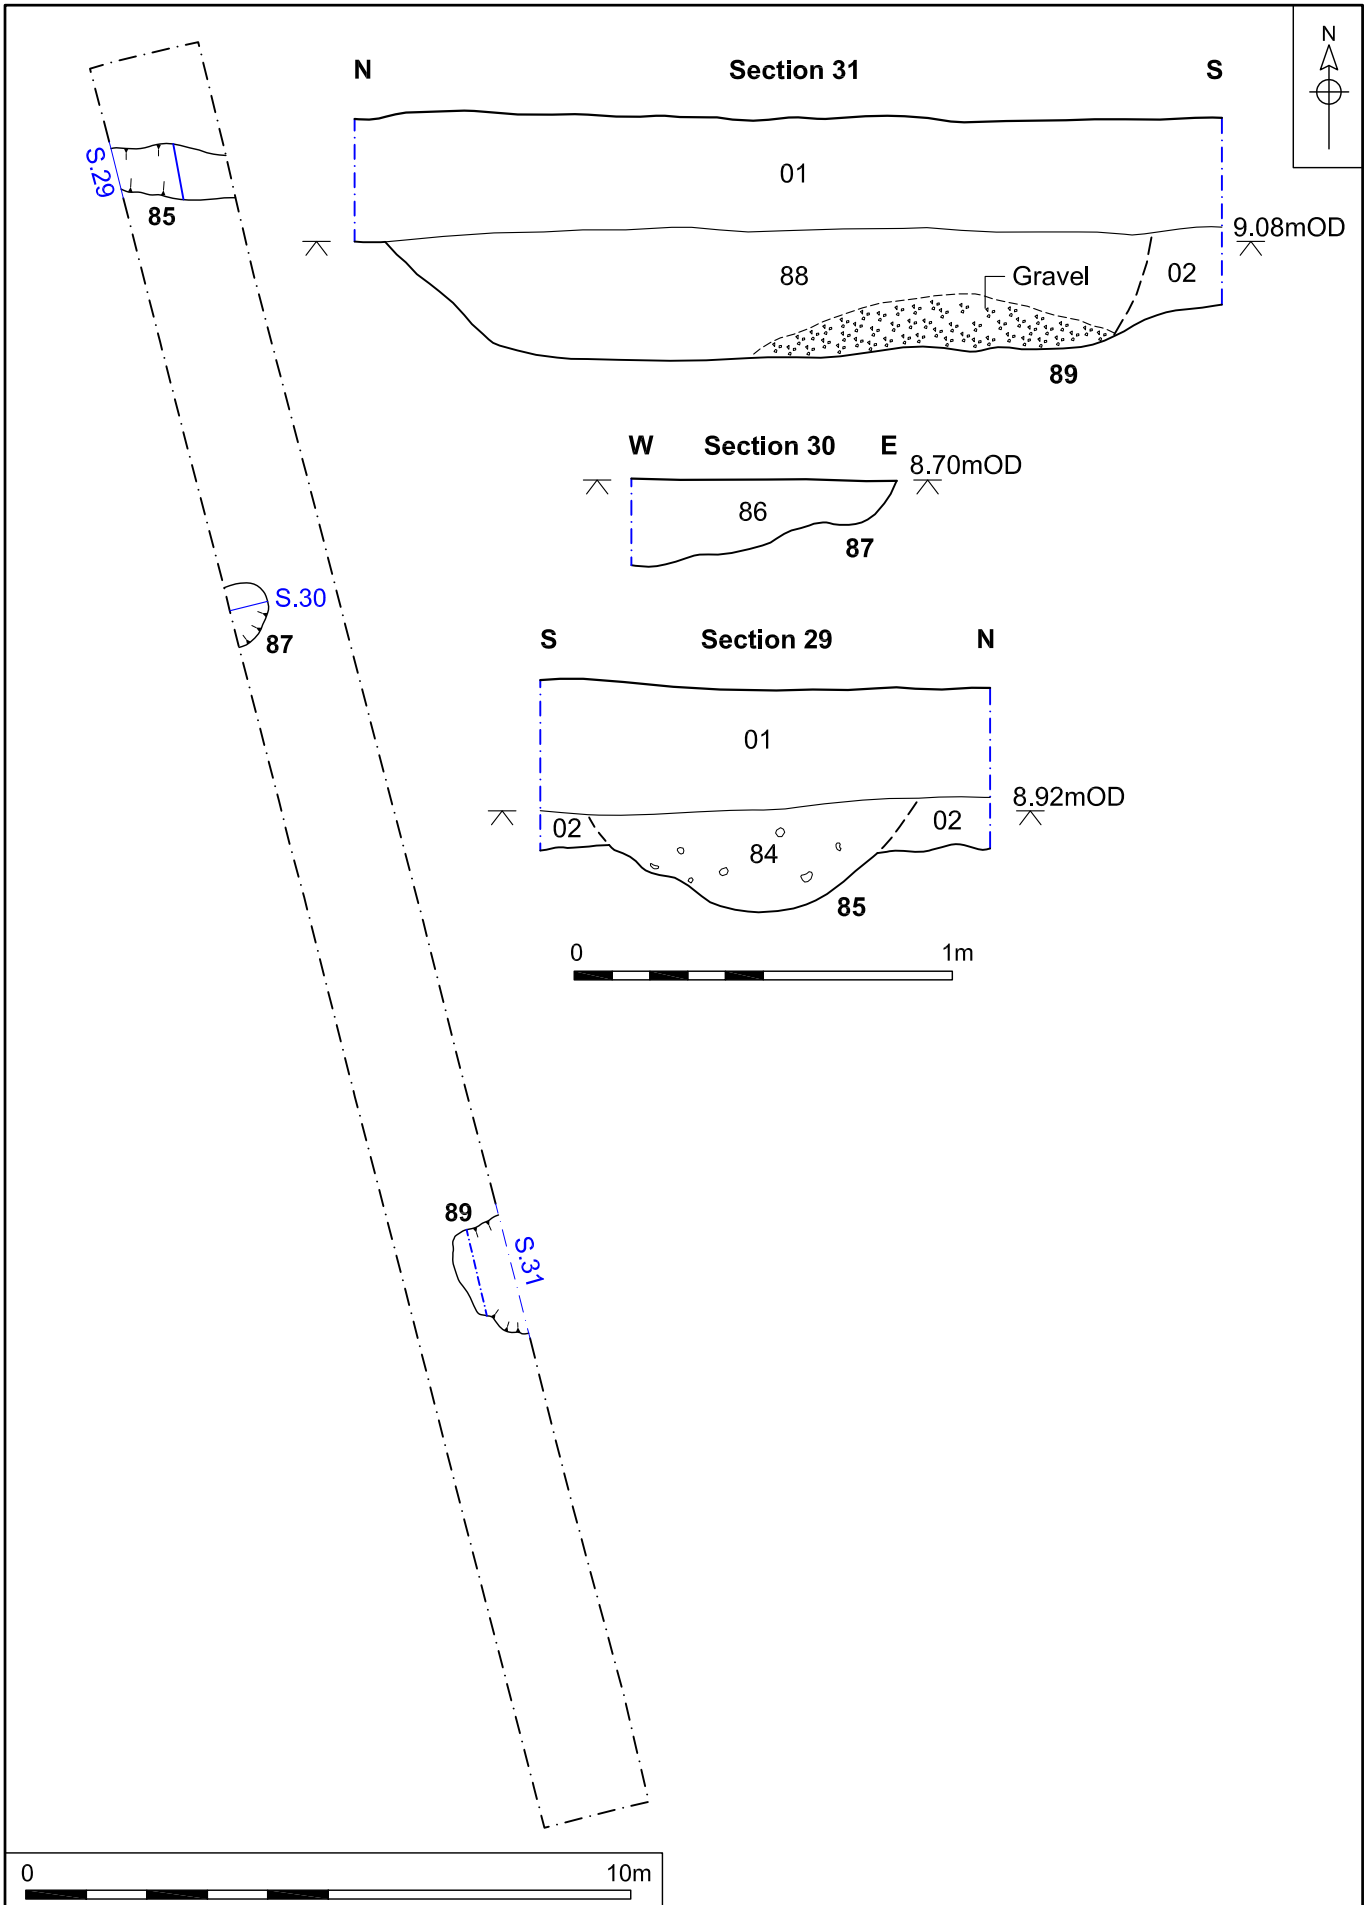 N Section 31 S
N
01
9.08mOD
88 Gravel 02
89
W Section 30 E
8.70mOD
86
87
S Section 29 N
01
8.92mOD
02 84 02
85
0 1m
S.29
85
S.30
87
89
S.31
0 10m